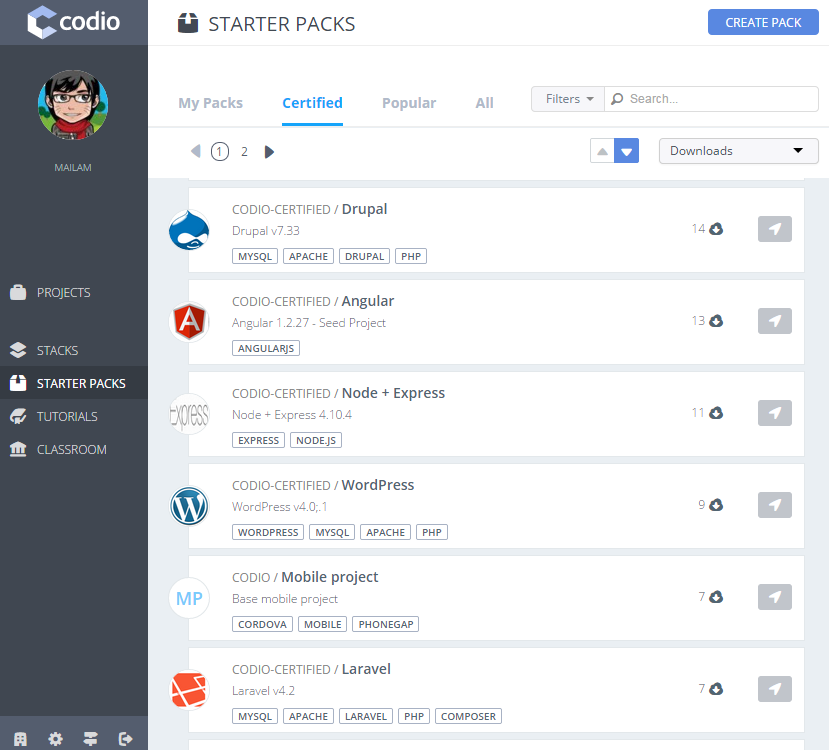 codio
STARTER PACKS
CREATE PACK
MAILAM
PROJECTS
STACKS
STARTER PACKS
TUTORIALS
CLASSROOM
My Packs Certified Popular All Filters Search...
1 2 Downloads
CODIO-CERTIFIED / Drupal
Drupal v7.33
14
MYSQL APACHE DRUPAL PHP
CODIO-CERTIFIED / Angular
Angular 1.2.27 - Seed Project
13
ANGULARJS
express
CODIO-CERTIFIED / Node + Express
Node + Express 4.10.4
11
EXPRESS NODE.JS
CODIO-CERTIFIED / WordPress
WordPress v4.0;.1
9
WORDPRESS MYSQL APACHE PHP
MP
CODIO / Mobile project
Base mobile project
7
CORDOVA MOBILE PHONEGAP
CODIO-CERTIFIED / Laravel
Laravel v4.2
7
MYSQL APACHE LARAVEL PHP COMPOSER